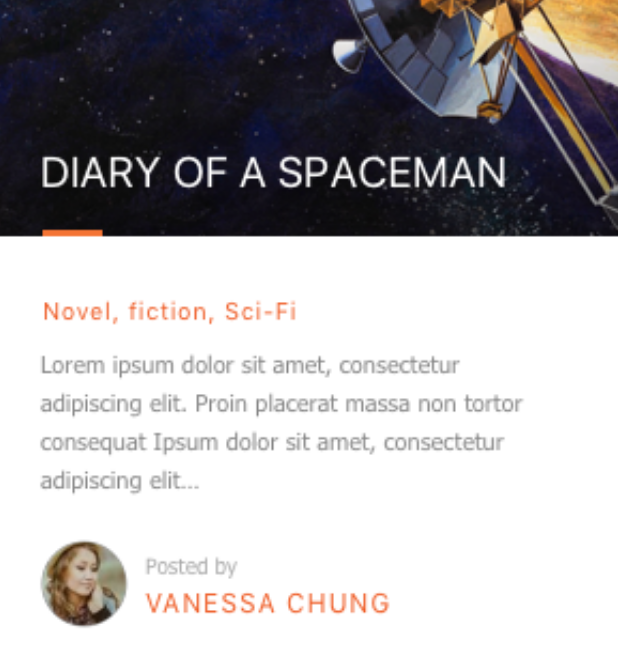 DIARY OF A SPACEMAN
Novel, fiction, Sci-Fi
Lorem ipsum dolor sit amet, consectetur
adipiscing elit. Proin placerat massa non tortor
consequat Ipsum dolor sit amet, consectetur
adipiscing elit...
Posted by
VANESSA CHUNG